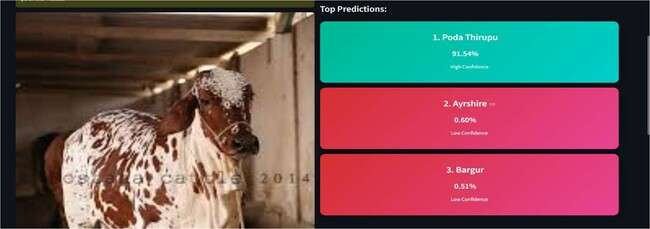 Top Predictions:
1. Poda Thirupu
91.54%
High Confidence
2. Ayrshire
0.60%
Low Confidence
3. Bargur
0.51%
Low Confidence
2014